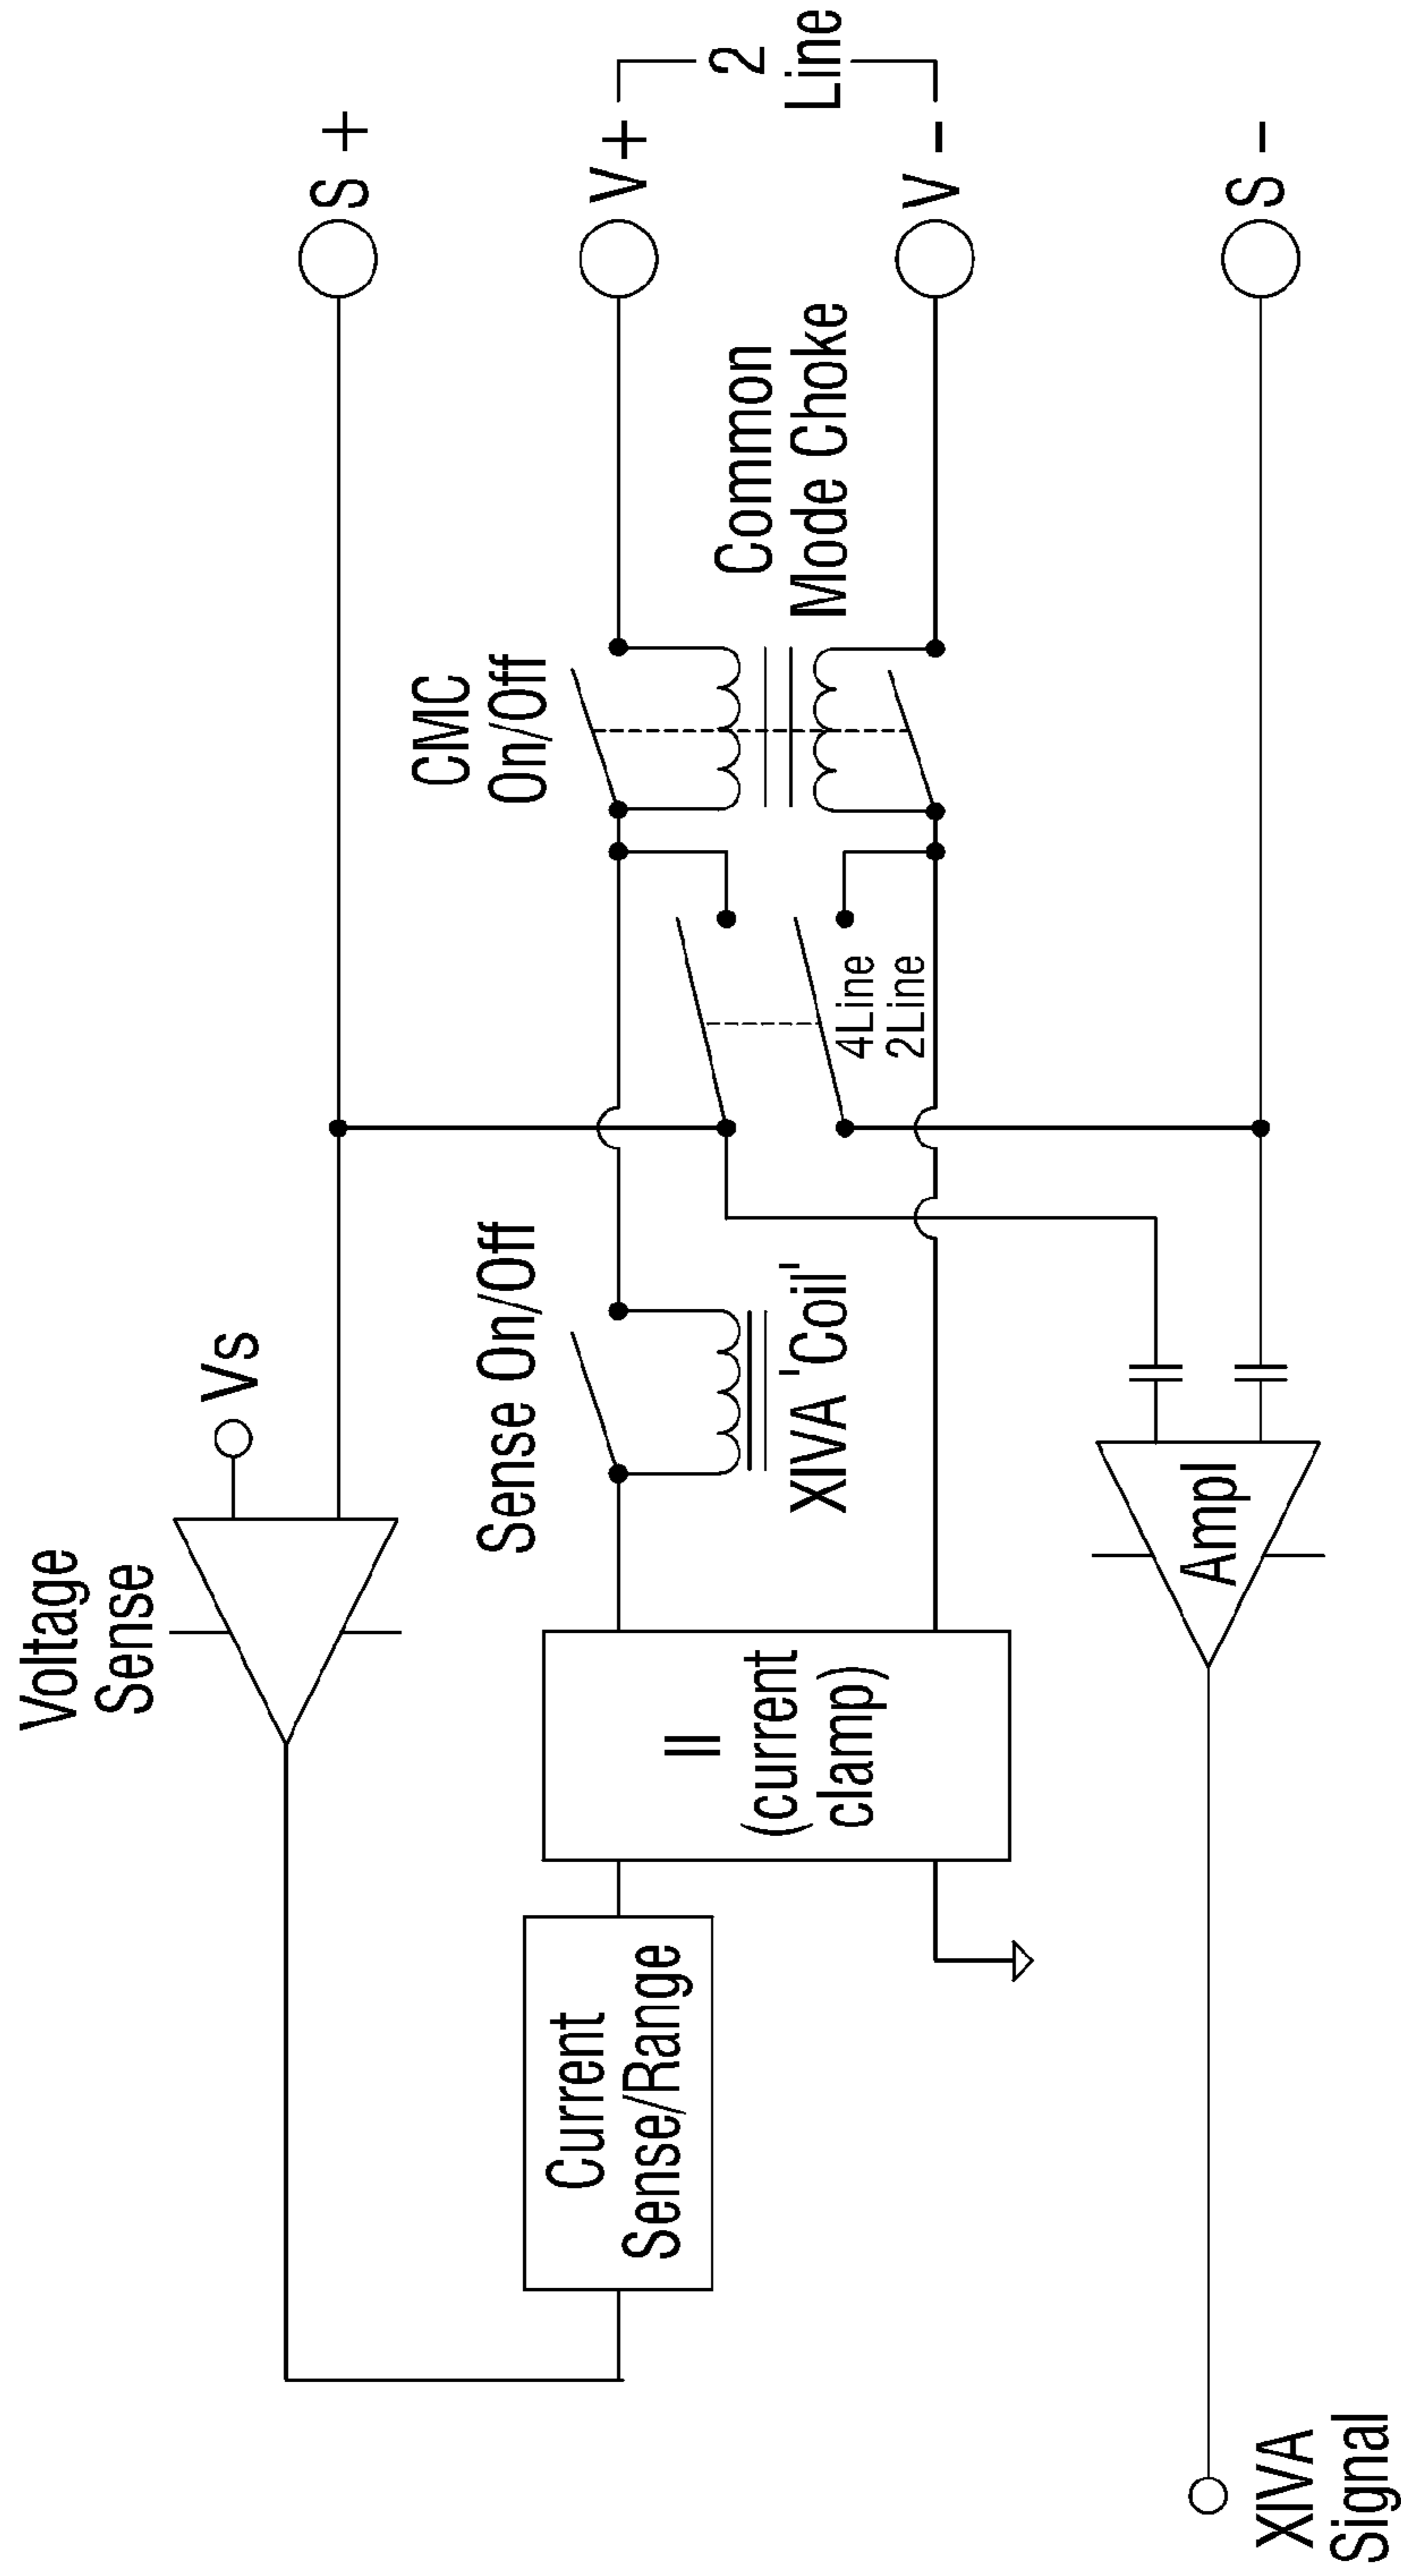 Voltage
Sense
Vs
S +
Sense On/Off
CMC
On/Off
V +
2
Line
Current
Sense/Range
II
(current
clamp)
XIVA 'Coil'
4Line
2Line
Common
Mode Choke
V -
Ampl
S -
XIVA
Signal